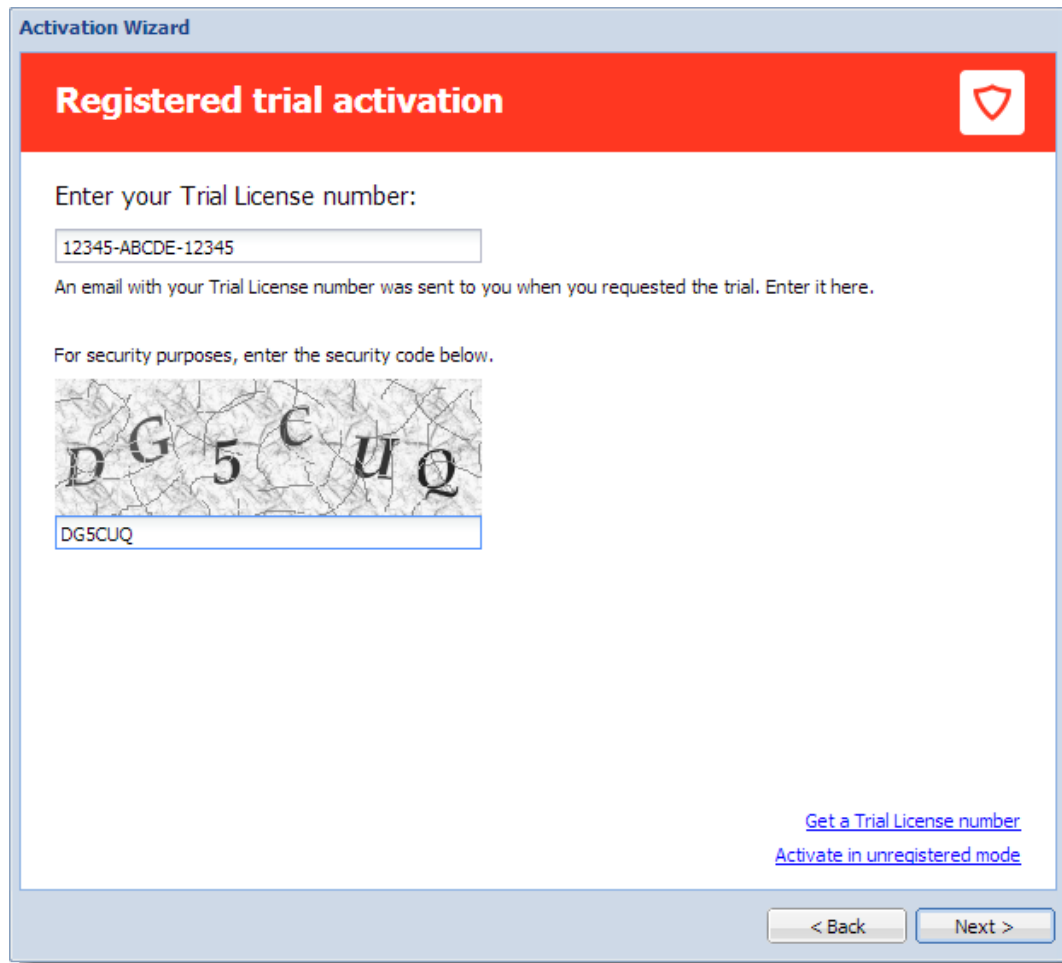 Activation Wizard
Registered trial activation
Enter your Trial License number:
12345-ABCDE-12345
An email with your Trial License number was sent to you when you requested the trial. Enter it here.
For security purposes, enter the security code below.
DG5CUQ
DG5CUQ
Get a Trial License number
Activate in unregistered mode
< Back Next >